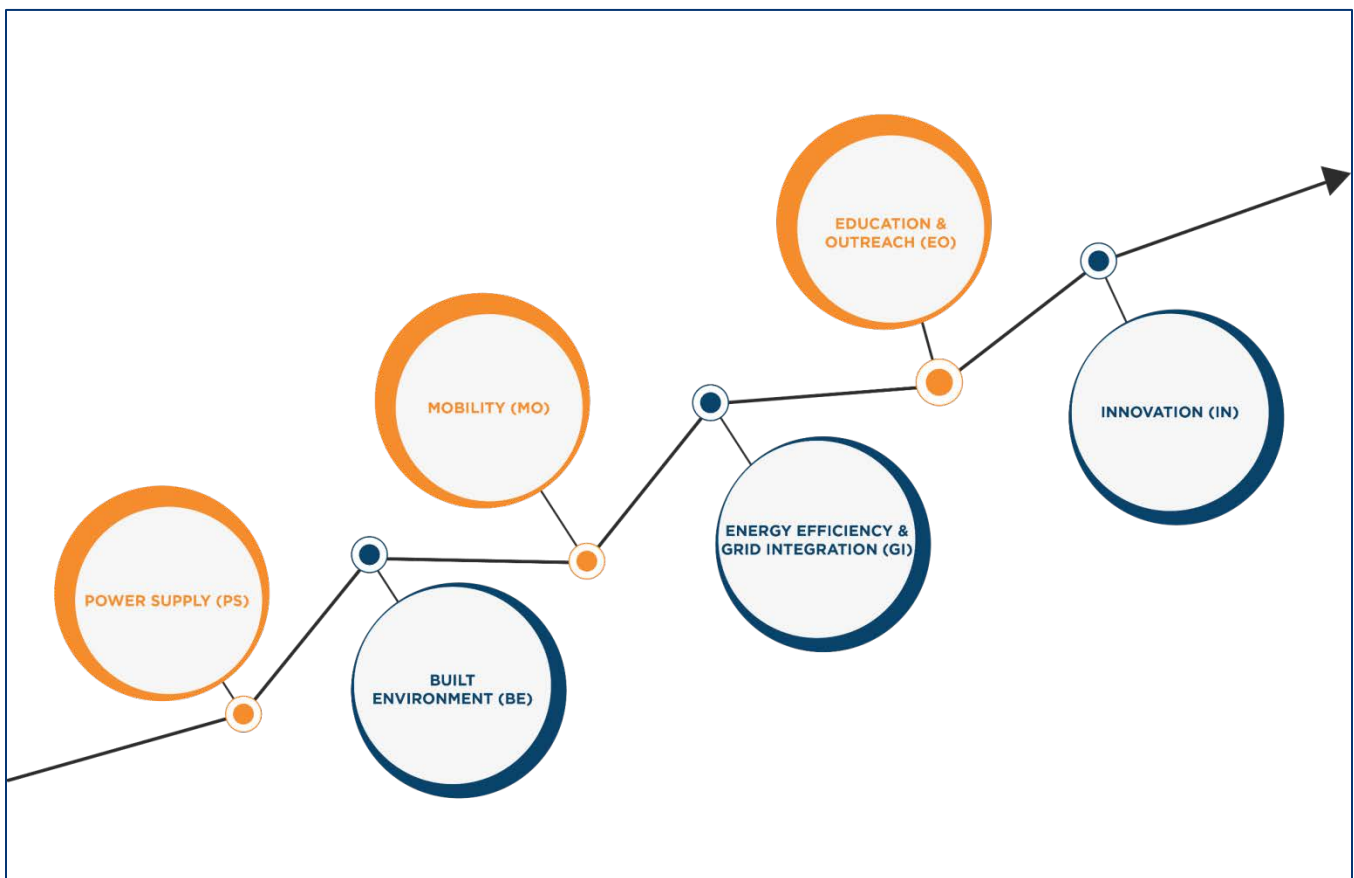 POWER SUPPLY (PS)
BUILT
ENVIRONMENT (BE)
MOBILITY (MO)
ENERGY EFFICIENCY &
GRID INTEGRATION (GI)
EDUCATION &
OUTREACH (EO)
INNOVATION (IN)